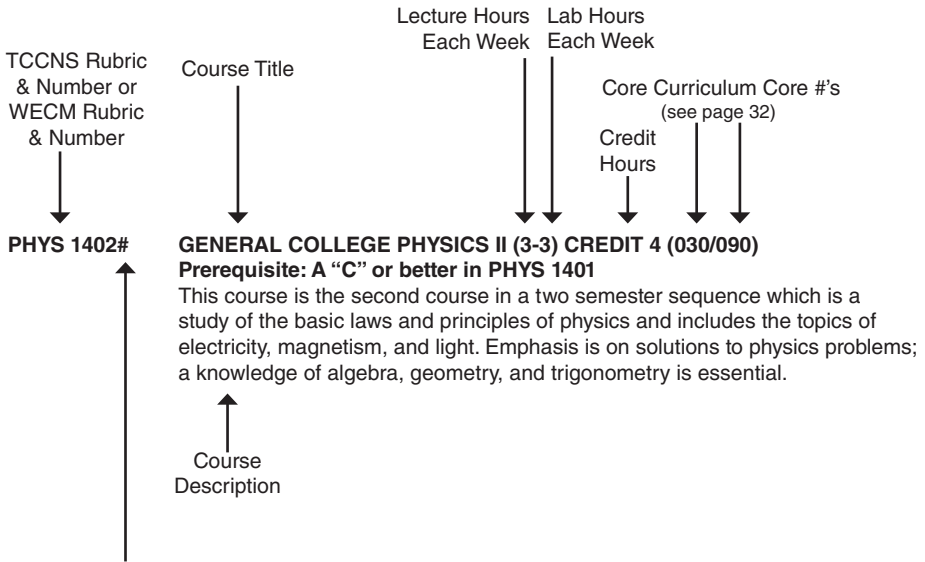 Lecture Hours
Each Week
Lab Hours
Each Week
TCCNS Rubric
& Number or
WECM Rubric
& Number
Course Title
Core Curriculum Core #'s
(see page 32)
Credit
Hours
PHYS 1402#
GENERAL COLLEGE PHYSICS II (3-3) CREDIT 4 (030/090)
Prerequisite: A “C” or better in PHYS 1401
This course is the second course in a two semester sequence which is a
study of the basic laws and principles of physics and includes the topics of
electricity, magnetism, and light. Emphasis is on solutions to physics problems;
a knowledge of algebra, geometry, and trigonometry is essential.
Course
Description